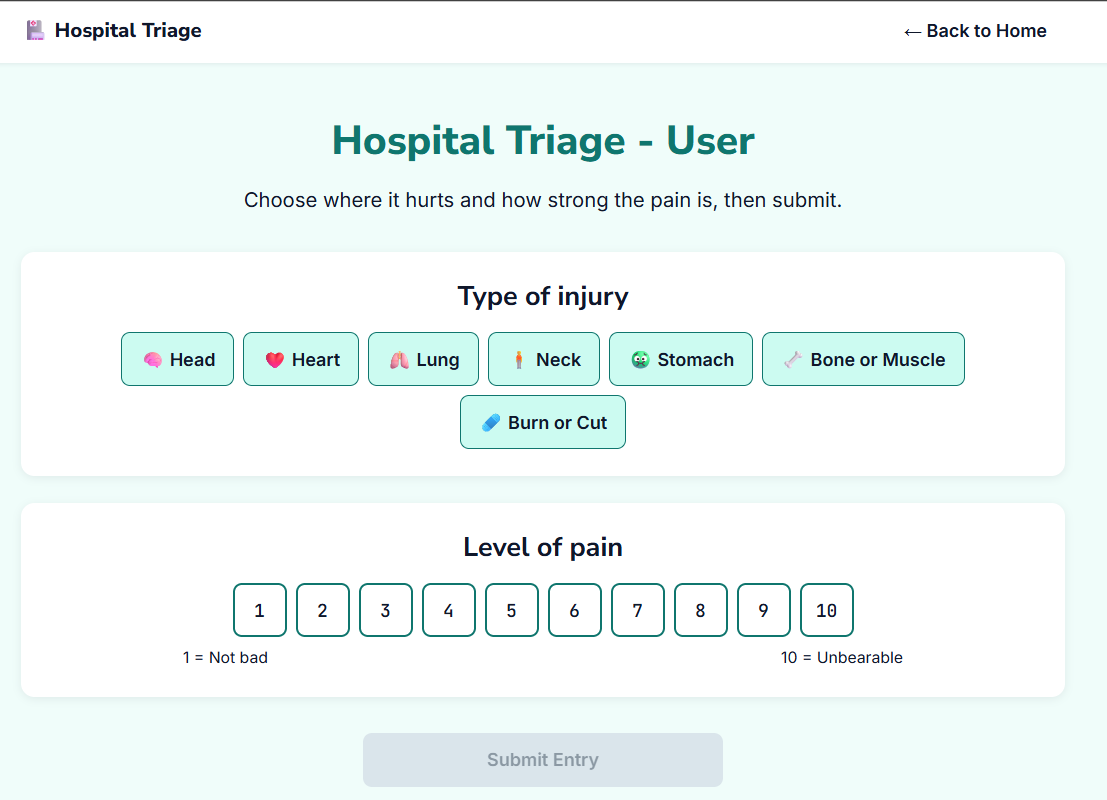 Hospital Triage ← Back to Home
Hospital Triage - User
Choose where it hurts and how strong the pain is, then submit.
Type of injury
Head Heart Lung Neck Stomach Bone or Muscle
Burn or Cut
Level of pain
1 2 3 4 5 6 7 8 9 10
1 = Not bad 10 = Unbearable
Submit Entry